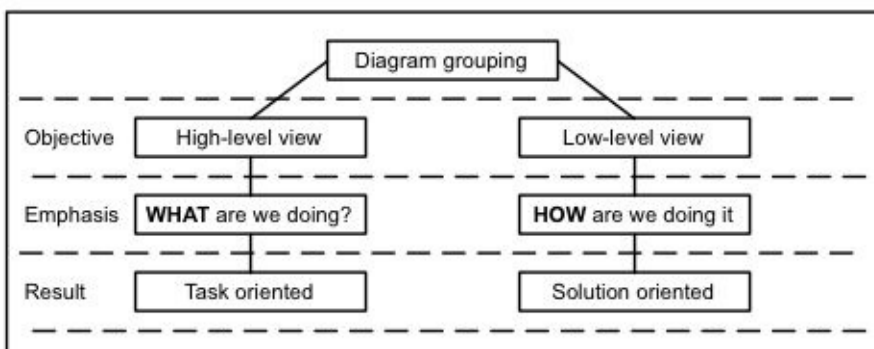 Diagram grouping
Objective High-level view Low-level view
Emphasis WHAT are we doing? HOW are we doing it
Result Task oriented Solution oriented